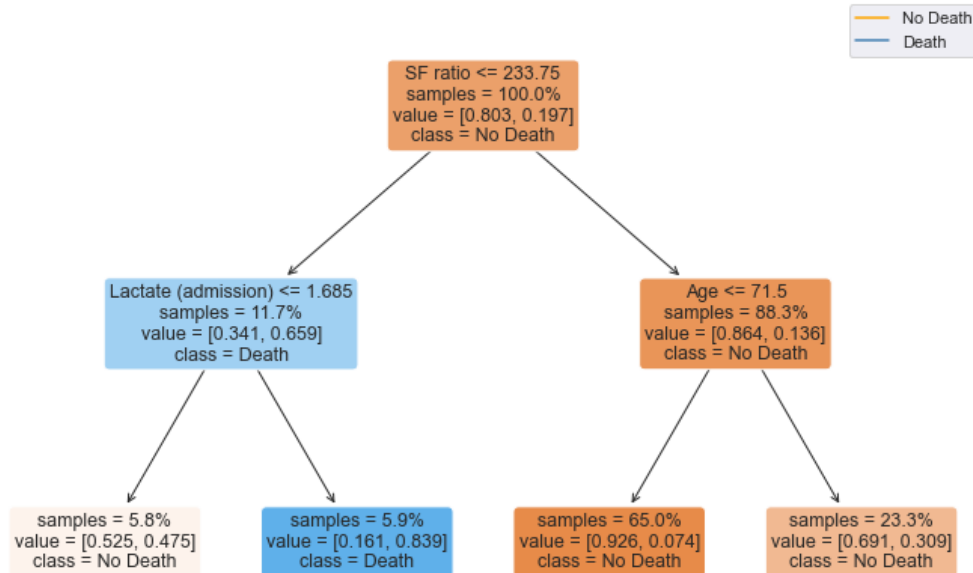 No Death
Death
SF ratio <= 233.75
samples = 100.0%
value = [0.803, 0.197]
class = No Death
Lactate (admission) <= 1.685
samples = 11.7%
value = [0.341, 0.659]
class = Death
Age <= 71.5
samples = 88.3%
value = [0.864, 0.136]
class = No Death
samples = 5.8%
value = [0.525, 0.475]
class = No Death
samples = 5.9%
value = [0.161, 0.839]
class = Death
samples = 65.0%
value = [0.926, 0.074]
class = No Death
samples = 23.3%
value = [0.691, 0.309]
class = No Death